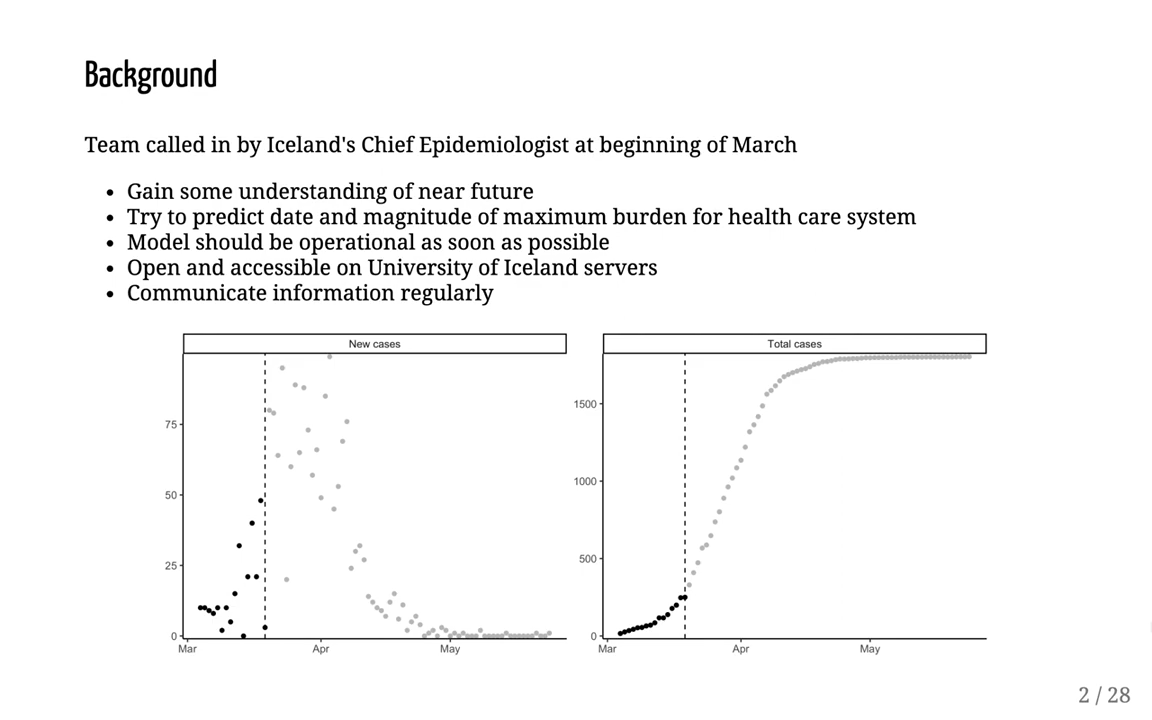 Background
Team called in by Iceland's Chief Epidemiologist at beginning of March
• Gain some understanding of near future
• Try to predict date and magnitude of maximum burden for health care system
• Model should be operational as soon as possible
• Open and accessible on University of Iceland servers
• Communicate information regularly
New cases
75
50
25
0
Mar Apr May
Total cases
1500
1000
500
0
Mar Apr May
2 / 28